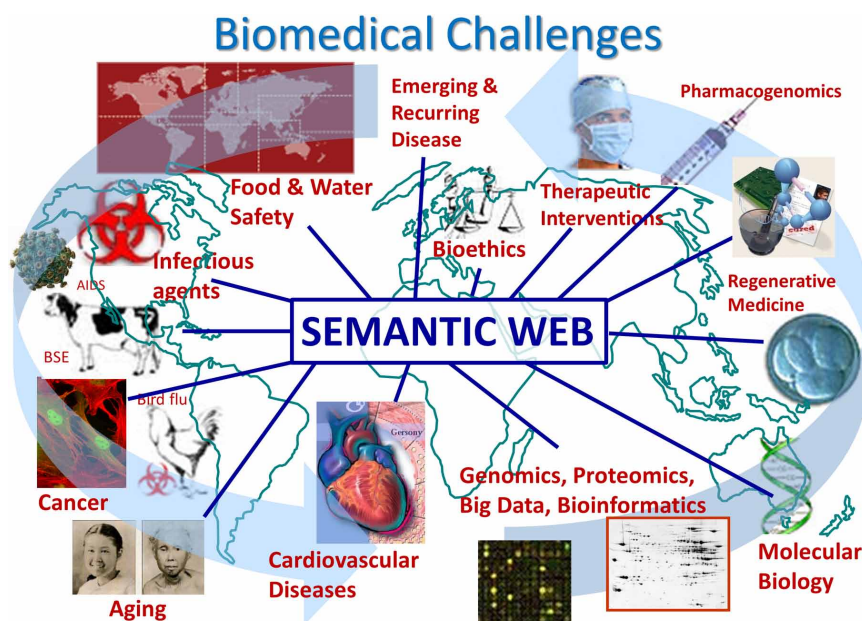 Biomedical Challenges
Emerging &
Recurring
Disease
Pharmacogenomics
Food & Water
Safety
Therapeutic
Interventions
Bioethics
Infectious
agents
AIDS
Regenerative
Medicine
SEMANTIC WEB
BSE
Bird flu
cured
Gersony
Cancer
Genomics, Proteomics,
Big Data, Bioinformatics
Cardiovascular
Diseases
Molecular
Biology
Aging